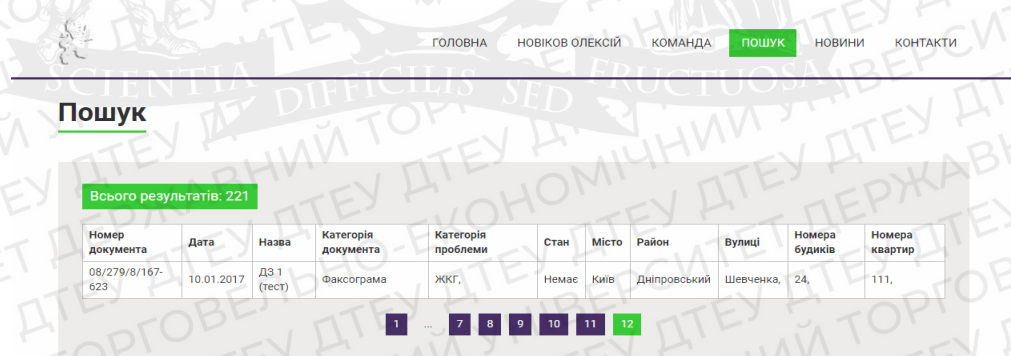 SCIENTIA DIFFICILIS SED FRUCTUOSA
ГОЛОВНА НОВІКОВ ОЛЕКСІЙ КОМАНДА ПОШУК НОВИНИ КОНТАКТИ
Пошук
Всього результатів: 221
Номер документа Дата Назва Категорія документа Категорія проблеми Стан Місто Район Вулиці Номера будиків Номера квартир
08/279/8/167-623 10.01.2017 ДЗ 1 (тест) Факсограма ЖКГ, Немає Київ Дніпровський Шевченка, 24, 111,
1 ... 7 8 9 10 11 12